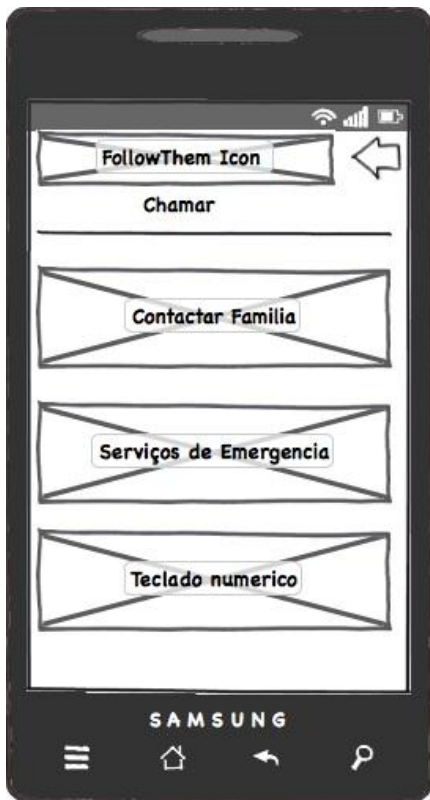 FollowThem Icon
Chamar
Contactar Familia
Serviços de Emergencia
Teclado numerico
SAMSUNG